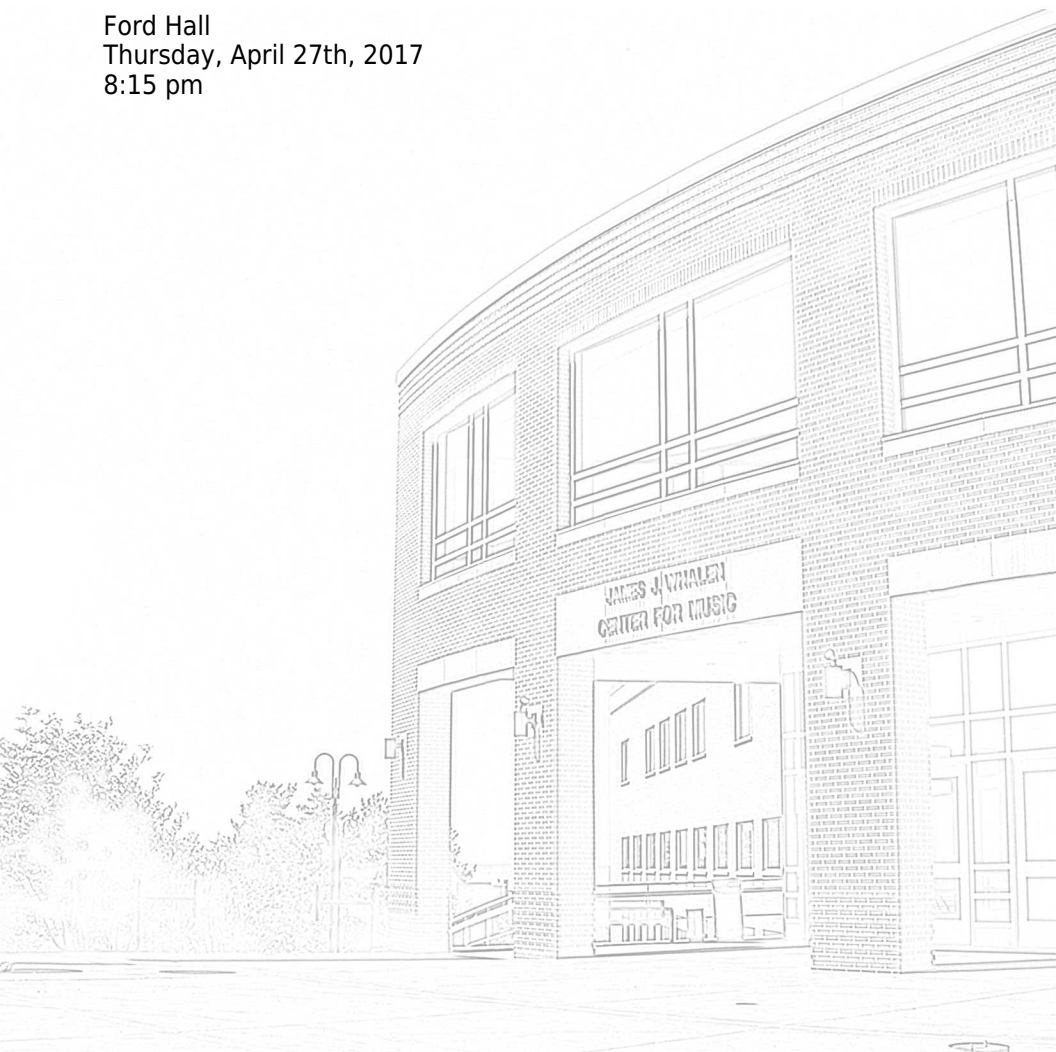 Ford Hall
Thursday, April 27th, 2017
8:15 pm
JAMES J. WHALEN
CENTER FOR MUSIC